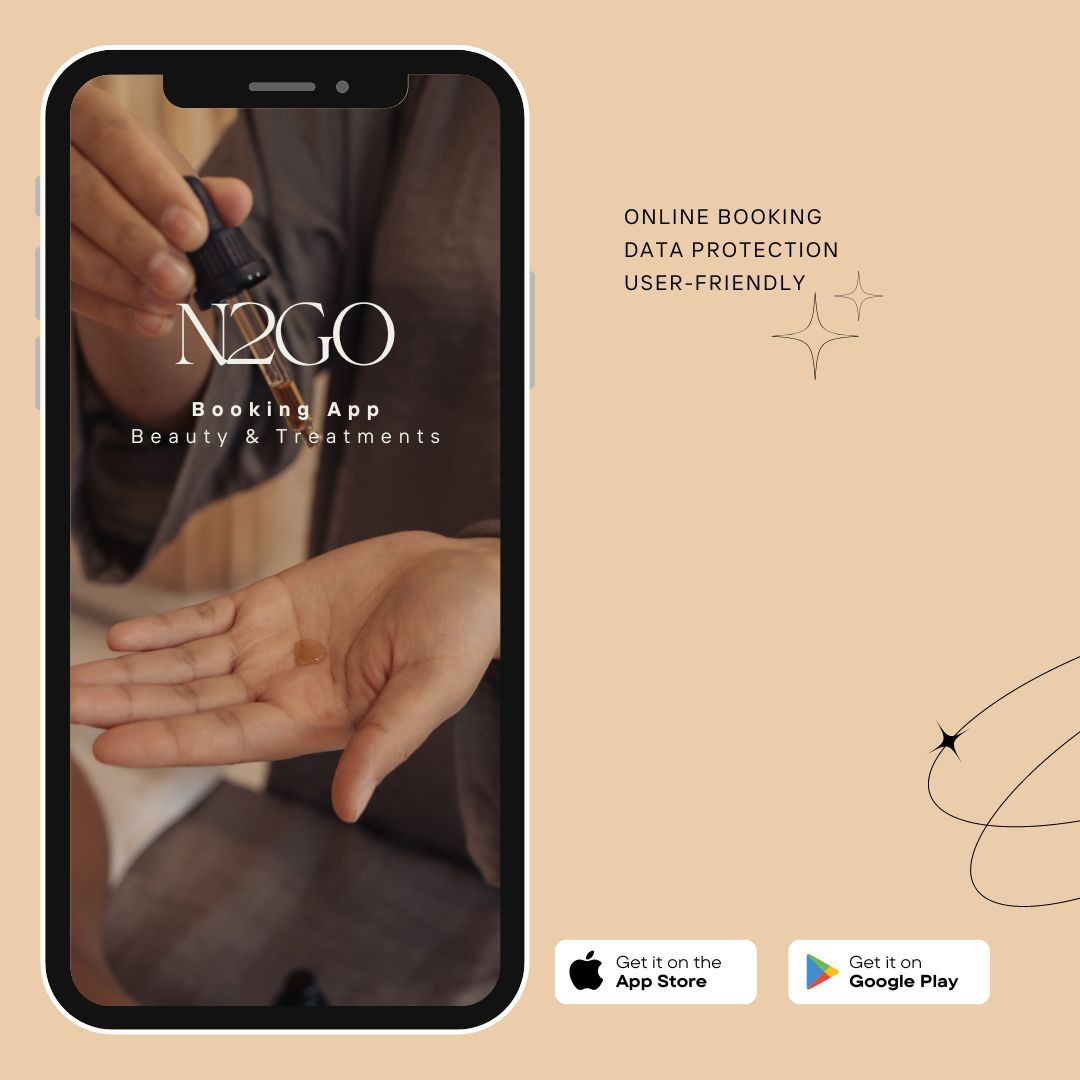 N2GO
Booking App
Beauty & Treatments
ONLINE BOOKING
DATA PROTECTION
USER-FRIENDLY
Get it on the
App Store
Get it on
Google Play